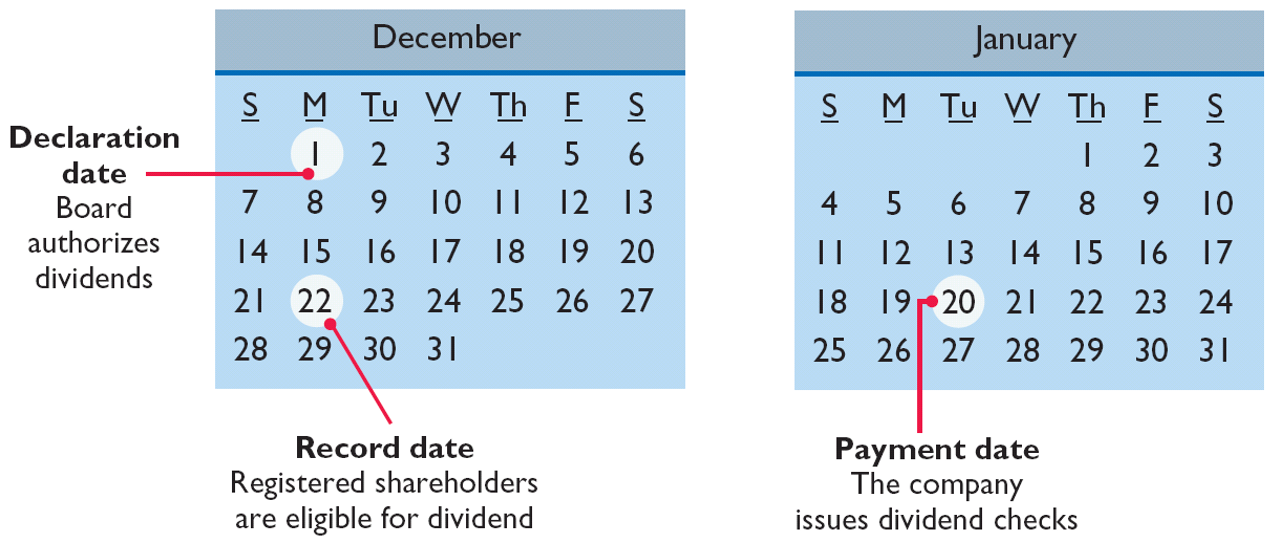 December
S M Tu W Th F S
1 2 3 4 5 6
7 8 9 10 11 12 13
14 15 16 17 18 19 20
21 22 23 24 25 26 27
28 29 30 31
Declaration
date
Board
authorizes
dividends
Record date
Registered shareholders
are eligible for dividend
January
S M Tu W Th F S
1 2 3
4 5 6 7 8 9 10
11 12 13 14 15 16 17
18 19 20 21 22 23 24
25 26 27 28 29 30 31
Payment date
The company
issues dividend checks